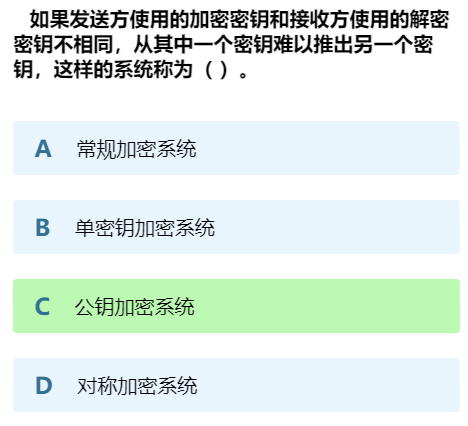 如果发送方使用的加密密钥和接收方使用的解密
密钥不相同，从其中一个密钥难以推出另一个密
钥，这样的系统称为（ ）。
A 常规加密系统
B 单密钥加密系统
C 公钥加密系统
D 对称加密系统